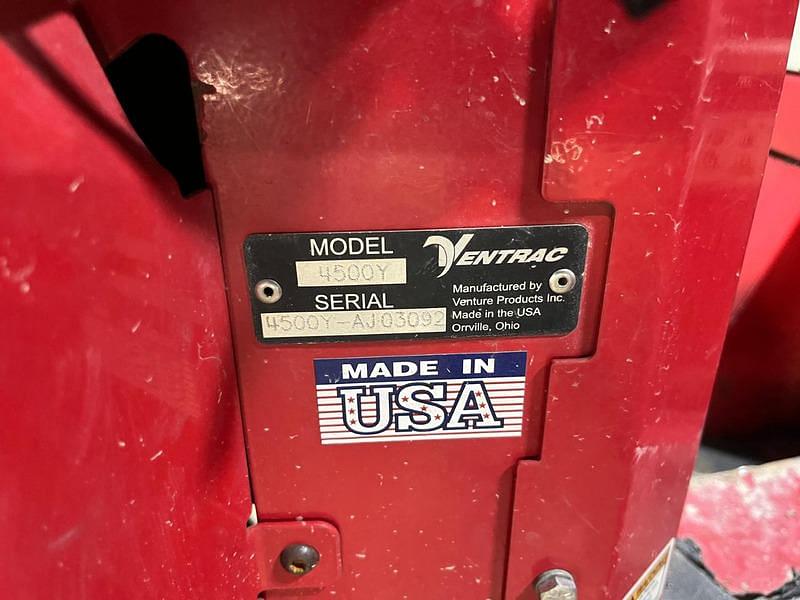 MODEL
4500Y
SERIAL
4500Y-AJ03092
VENTRAC
Manufactured by
Venture Products Inc.
Made in the USA
Orrville, Ohio
MADE IN
USA